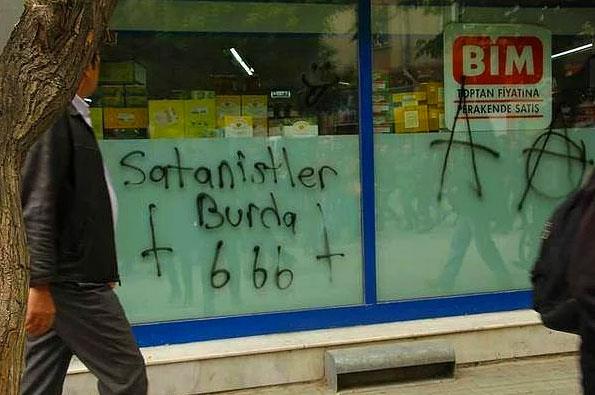 BİM
TOPTAN FİYATINA
PERAKENDE SATIŞ
Satanistler
Burda
666
A A